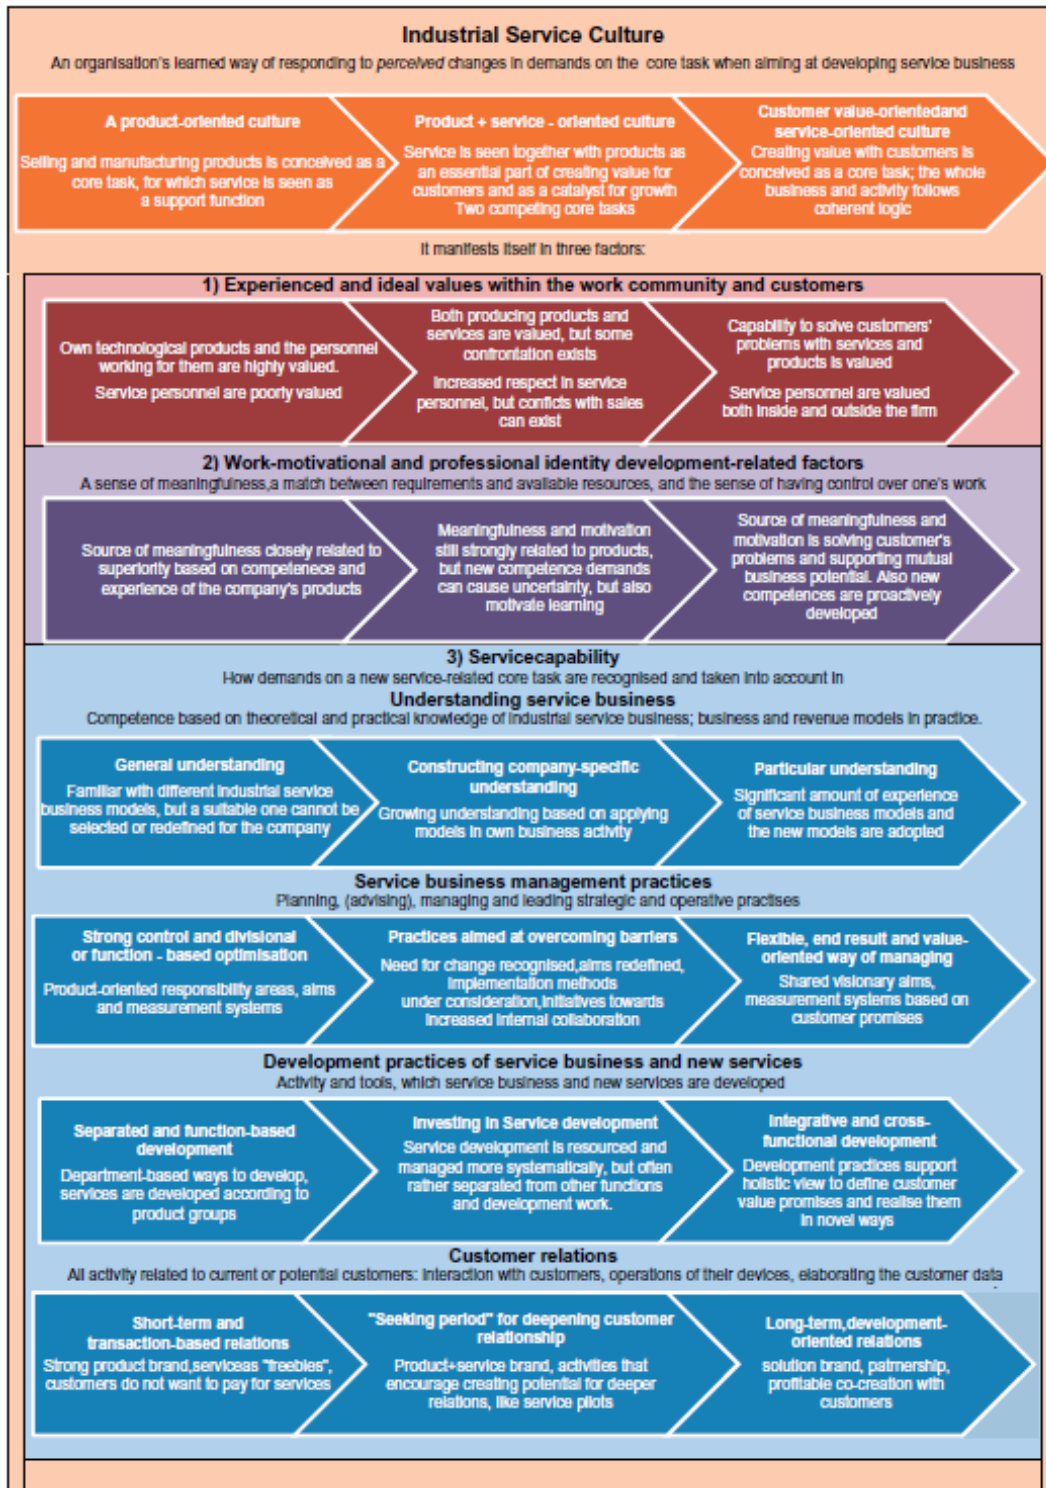 Industrial Service Culture
An organisation's learned way of responding to perceived changes in demands on the core task when aiming at developing service business
A product-oriented culture
Selling and manufacturing products is conceived as a
core task, for which service is seen as
a support function
Product + service - oriented culture
Service is seen together with products as
an essential part of creating value for
customers and as a catalyst for growth
Two competing core tasks
Customer value-orientedand
service-oriented culture
Creating value with customers is
conceived as a core task; the whole
business and activity follows
coherent logic
It manifests itself in three factors:
1) Experienced and ideal values within the work community and customers
Own technological products and the personnel
working for them are highly valued.
Service personnel are poorly valued
Both producing products and
services are valued, but some
confrontation exists
Increased respect in service
personnel, but conficts with sales
can exist
Capability to solve customers'
problems with services and
products is valued
Service personnel are valued
both inside and outside the firm
2) Work-motivational and professional identity development-related factors
A sense of meaningfulness,a match between requirements and available resources, and the sense of having control over one's work
Source of meaningfulness closely related to
superiority based on competenece and
experience of the company's products
Meaningfulness and motivation
still strongly related to products,
but new competence demands
can cause uncertainty, but also
motivate learning
Source of meaningfulness and
motivation is solving customer's
problems and supporting mutual
business potential. Also new
competences are proactively
developed
3) Servicecapability
How demands on a new service-related core task are recognised and taken into account in
Understanding service business
Competence based on theoretical and practical knowledge of industrial service business; business and revenue models in practice.
General understanding
Familiar with different industrial service
business models, but a suitable one cannot be
selected or redefined for the company
Constructing company-specific
understanding
Growing understanding based on applying
models in own business activity
Particular understanding
Significant amount of experience
of service business models and
the new models are adopted
Service business management practices
Planning, (advising), managing and leading strategic and operative practises
Strong control and divisional
or function - based optimisation
Product-oriented responsibility areas, aims
and measurement systems
Practices aimed at overcoming barriers
Need for change recognised,aims redefined,
implementation methods
under consideration,initiatives towards
increased internal collaboration
Flexible, end result and value-
oriented way of managing
Shared visionary aims,
measurement systems based on
customer promises
Development practices of service business and new services
Activity and tools, which service business and new services are developed
Separated and function-based
development
Department-based ways to develop,
services are developed according to
product groups
Investing in Service development
Service development is resourced and
managed more systematically, but often
rather separated from other functions
and development work.
Integrative and cross-
functional development
Development practices support
holistic view to define customer
value promises and realise them
in novel ways
Customer relations
All activity related to current or potential customers: interaction with customers, operations of their devices, elaborating the customer data
Short-term and
transaction-based relations
Strong product brand,serviceas "freebies",
customers do not want to pay for services
"Seeking period" for deepening customer
relationship
Product+service brand, activities that
encourage creating potential for deeper
relations, like service pilots
Long-term,development-
oriented relations
solution brand, patrnership,
profitable co-creation with
customers